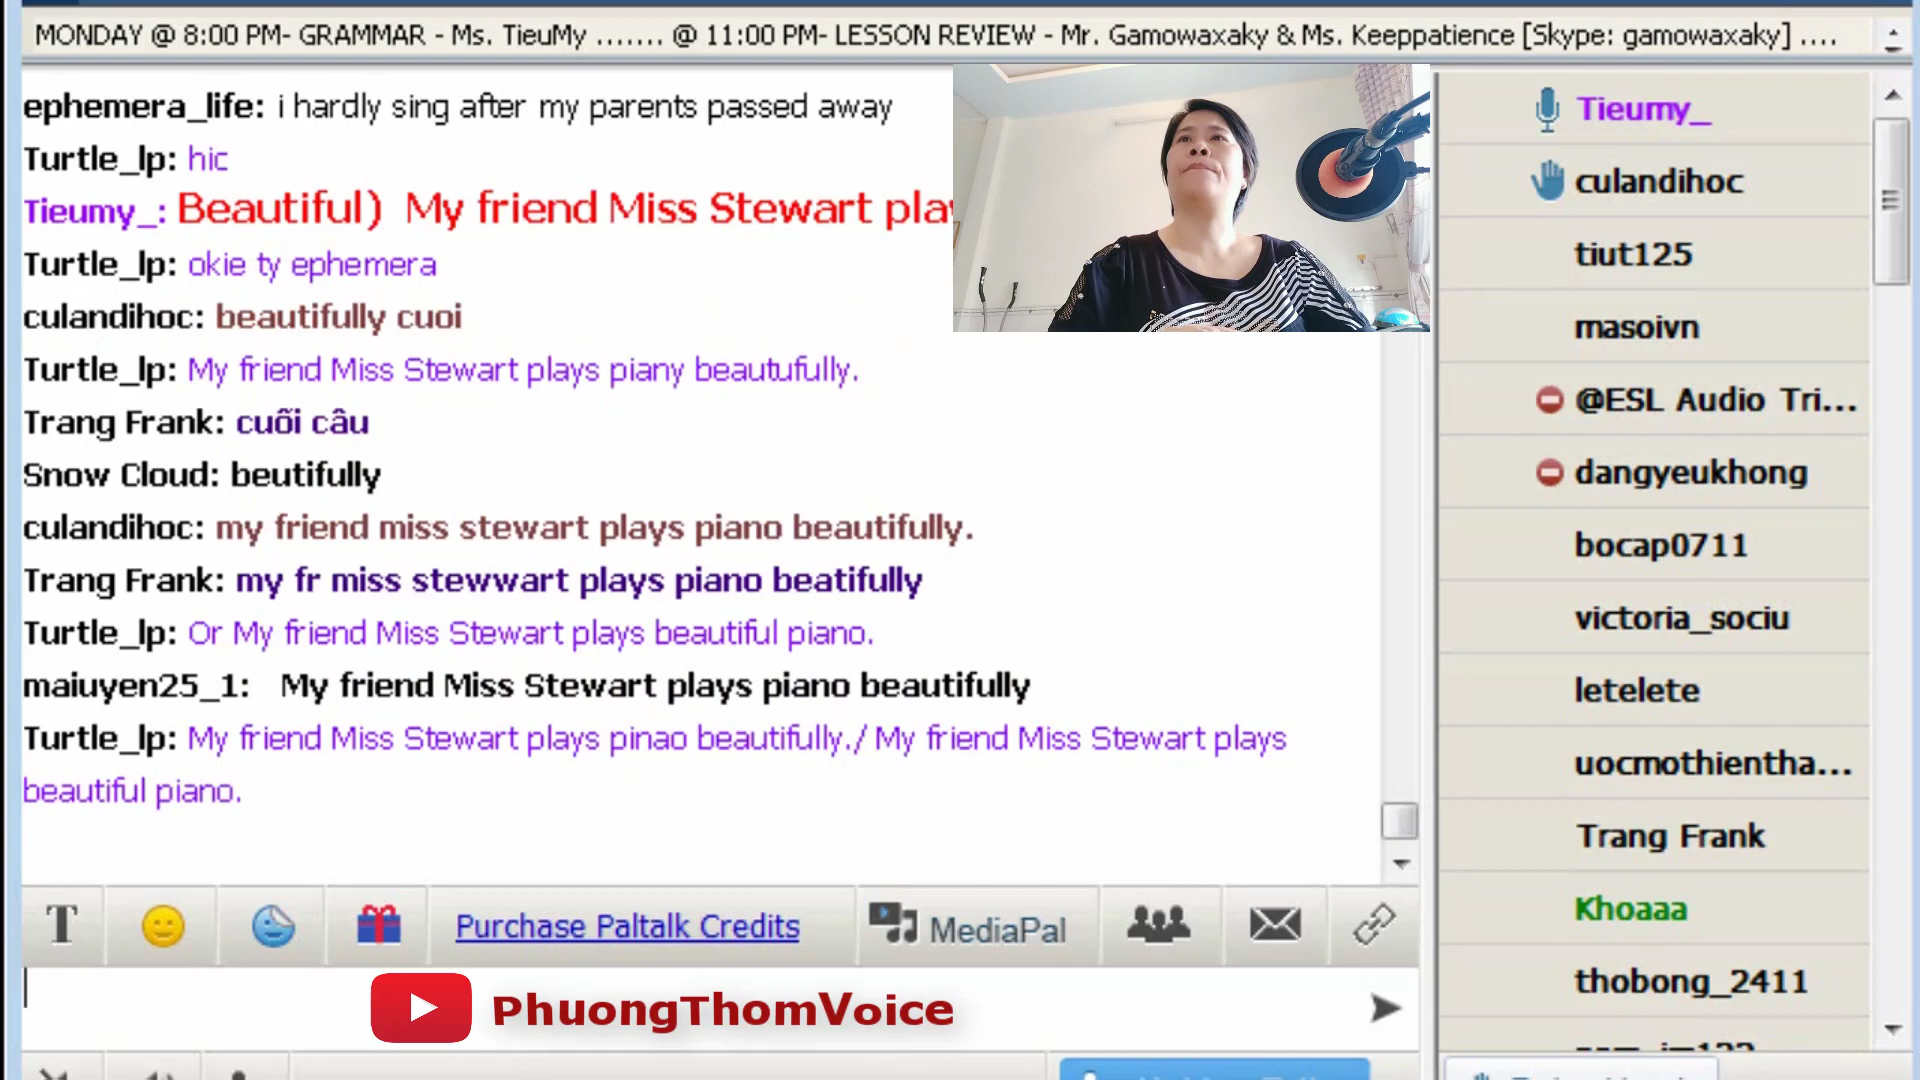 MONDAY @ 8:00 PM- GRAMMAR - Ms. TieuMy ....... @ 11:00 PM- LESSON REVIEW - Mr. Gamowaxaky & Ms. Keeppatience [Skype: gamowaxaky] ....
ephemera_life: i hardly sing after my parents passed away
Turtle_lp: hic
Tieumy_: Beautiful) My friend Miss Stewart play
Turtle_lp: okie ty ephemera
culandihoc: beautifully cuoi
Turtle_lp: My friend Miss Stewart plays piany beautufully.
Trang Frank: cuối câu
Snow Cloud: beutifully
culandihoc: my friend miss stewart plays piano beautifully.
Trang Frank: my fr miss stewwart plays piano beatifully
Turtle_lp: Or My friend Miss Stewart plays beautiful piano.
maiuyen25_1: My friend Miss Stewart plays piano beautifully
Turtle_lp: My friend Miss Stewart plays pinao beautifully./ My friend Miss Stewart plays
beautiful piano.
Tieumy_
culandihoc
tiut125
masoivn
@ESL Audio Tri...
dangyeukhong
bocap0711
victoria_sociu
letelete
uocmothientha...
Trang Frank
Khoaaa
thobong_2411
T
Purchase Paltalk Credits
MediaPal
PhuongThomVoice